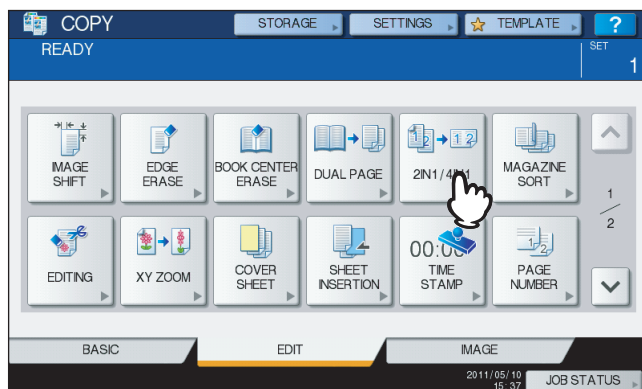 COPY
STORAGE
SETTINGS
TEMPLATE
?
READY
SET
1
IMAGE
SHIFT
EDGE
ERASE
BOOK CENTER
ERASE
DUAL PAGE
2IN1/4IN1
MAGAZINE
SORT
1
2
EDITING
XY ZOOM
COVER
SHEET
SHEET
INSERTION
00:00
TIME
STAMP
PAGE
NUMBER
BASIC
EDIT
IMAGE
2011/05/10
15:37
JOB STATUS